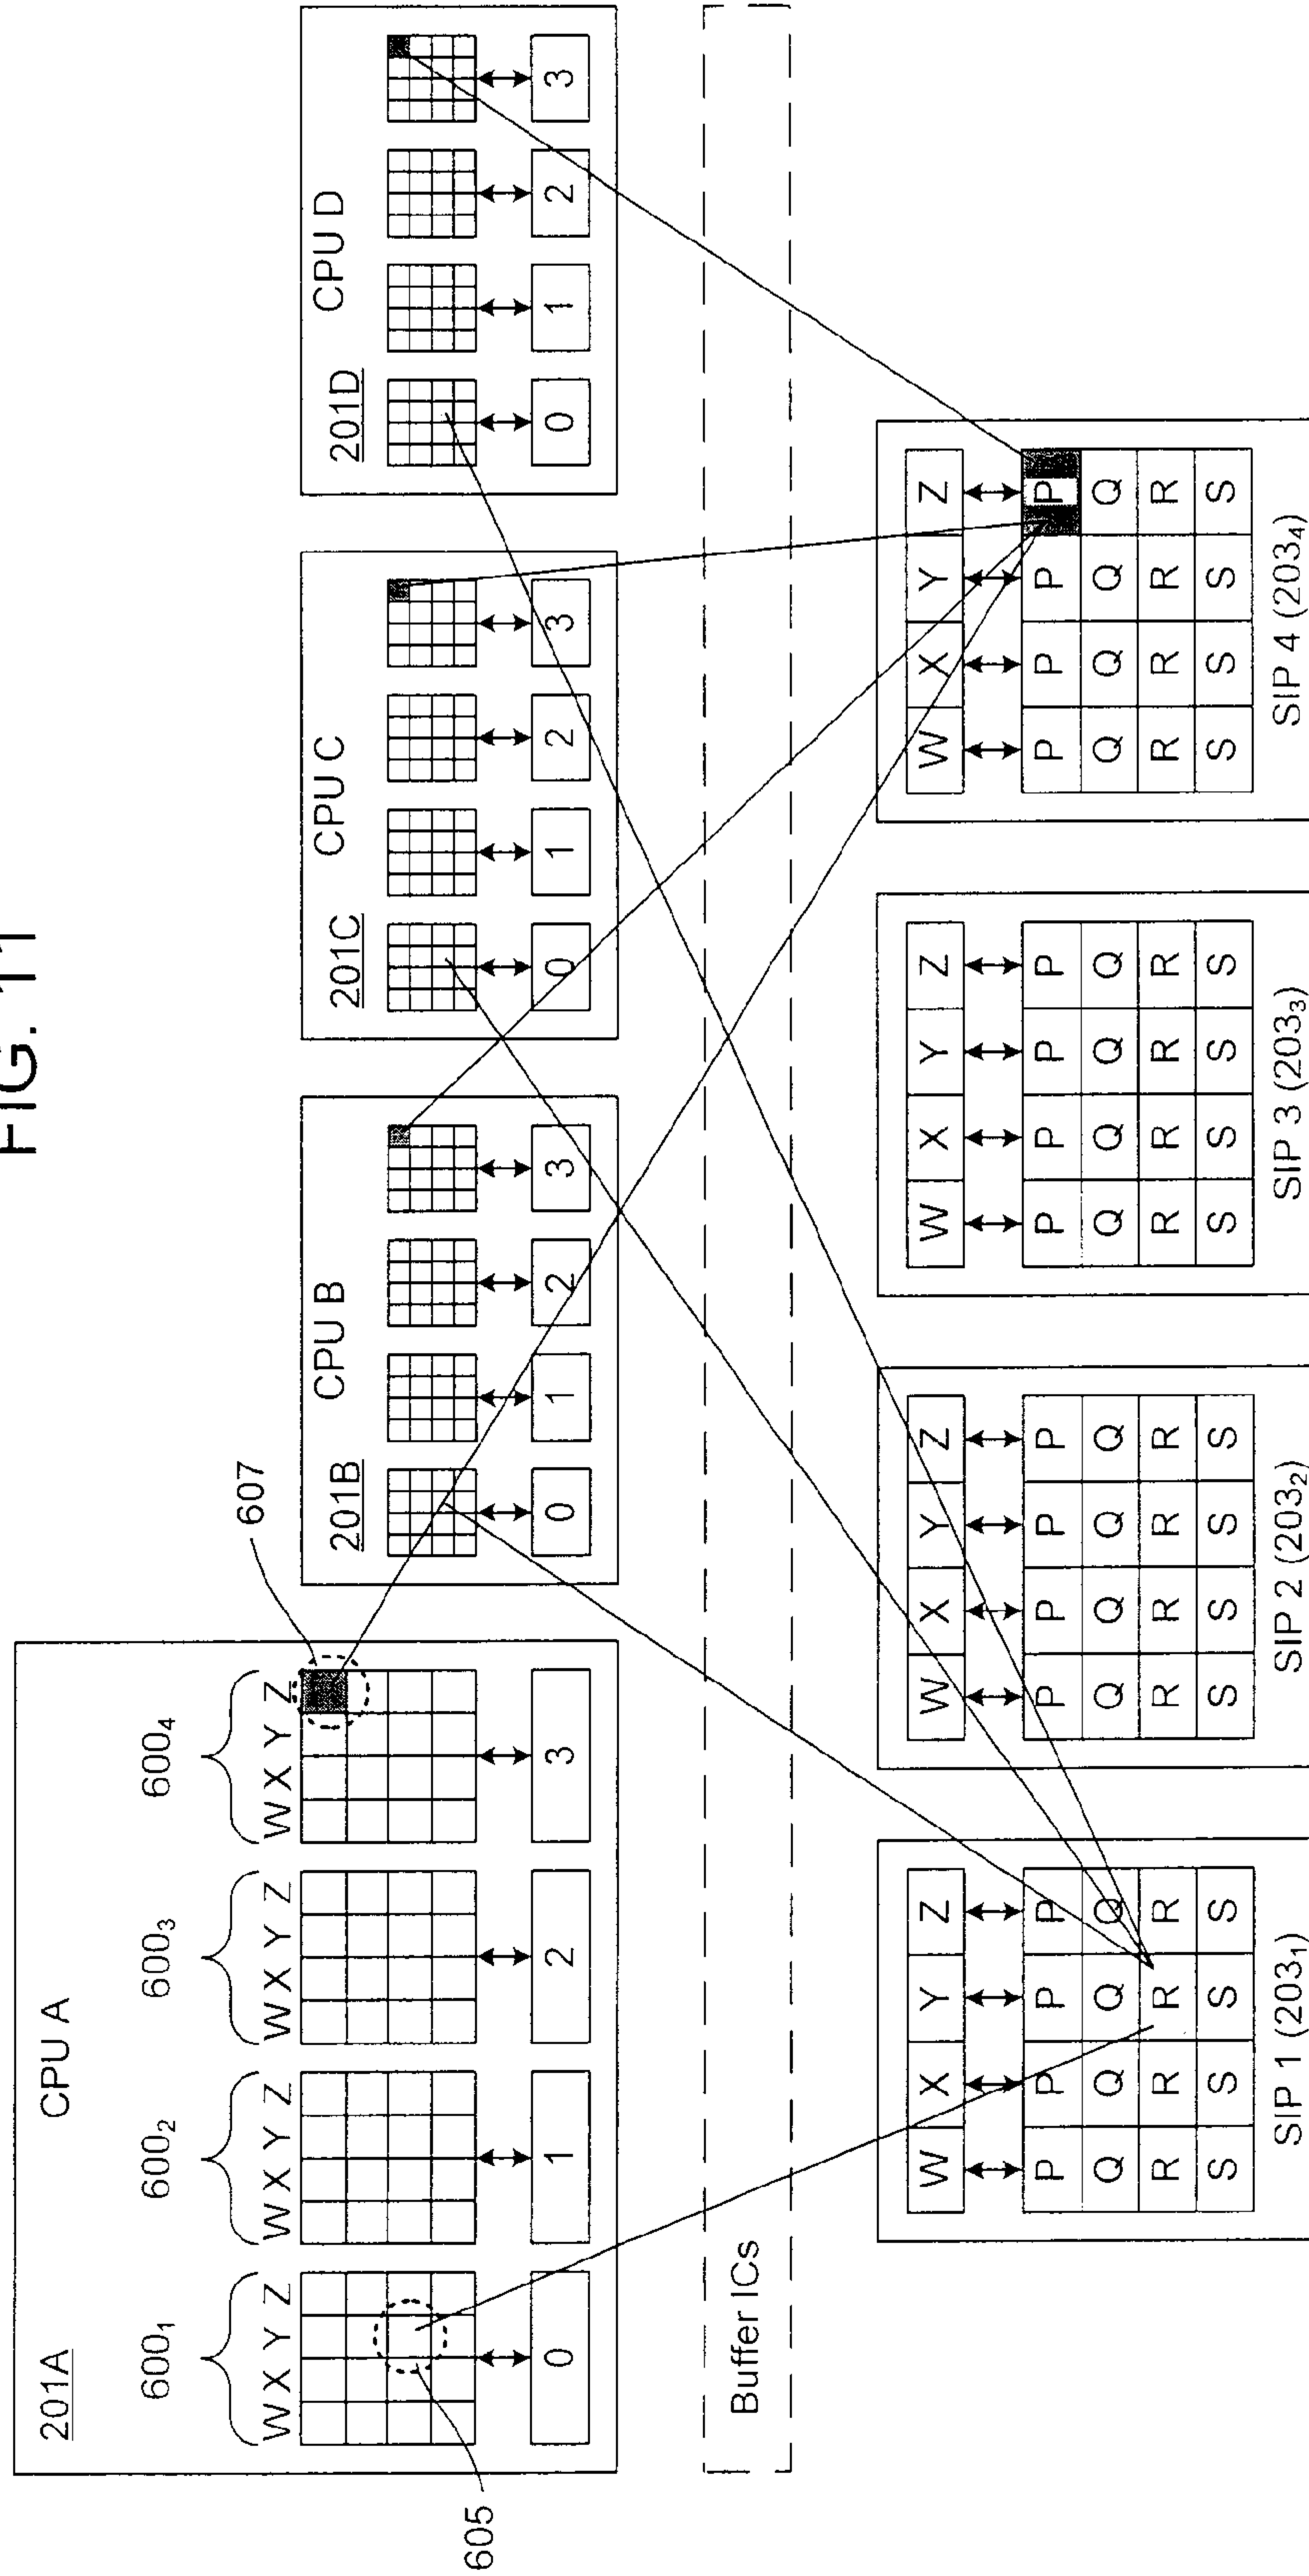 FIG. 11
CPU A
201A
600₁ 600₂ 600₃ 600₄
W X Y Z W X Y Z W X Y Z W X Y Z
607
605
0 1 2 3
CPU B
201B
0 1 2 3
CPU C
201C
0 1 2 3
CPU D
201D
0 1 2 3
Buffer ICs
W X Y Z
P P P P
Q Q Q Q
R R R R
S S S S
SIP 1 (203₁)
W X Y Z
P P P P
Q Q Q Q
R R R R
S S S S
SIP 2 (203₂)
W X Y Z
P P P P
Q Q Q Q
R R R R
S S S S
SIP 3 (203₃)
W X Y Z
P P P P
Q Q Q Q
R R R R
S S S S
SIP 4 (203₄)